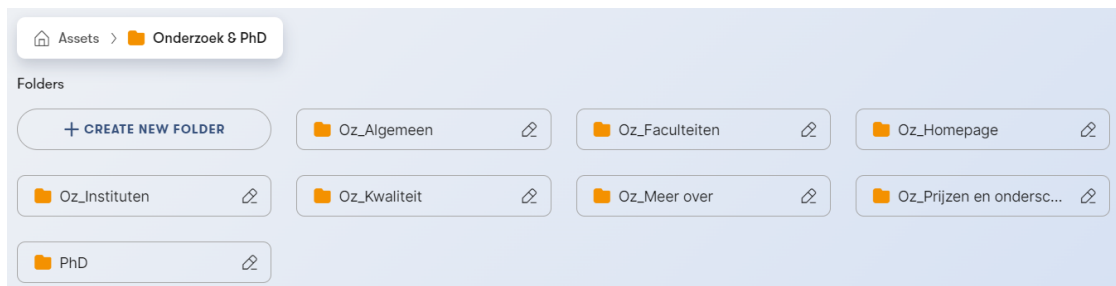 Assets > Onderzoek & PhD
Folders
+ CREATE NEW FOLDER
Oz_Algemeen
Oz_Faculteiten
Oz_Homepage
Oz_Instituten
Oz_Kwaliteit
Oz_Meer over
Oz_Prijzen en ondersc...
PhD